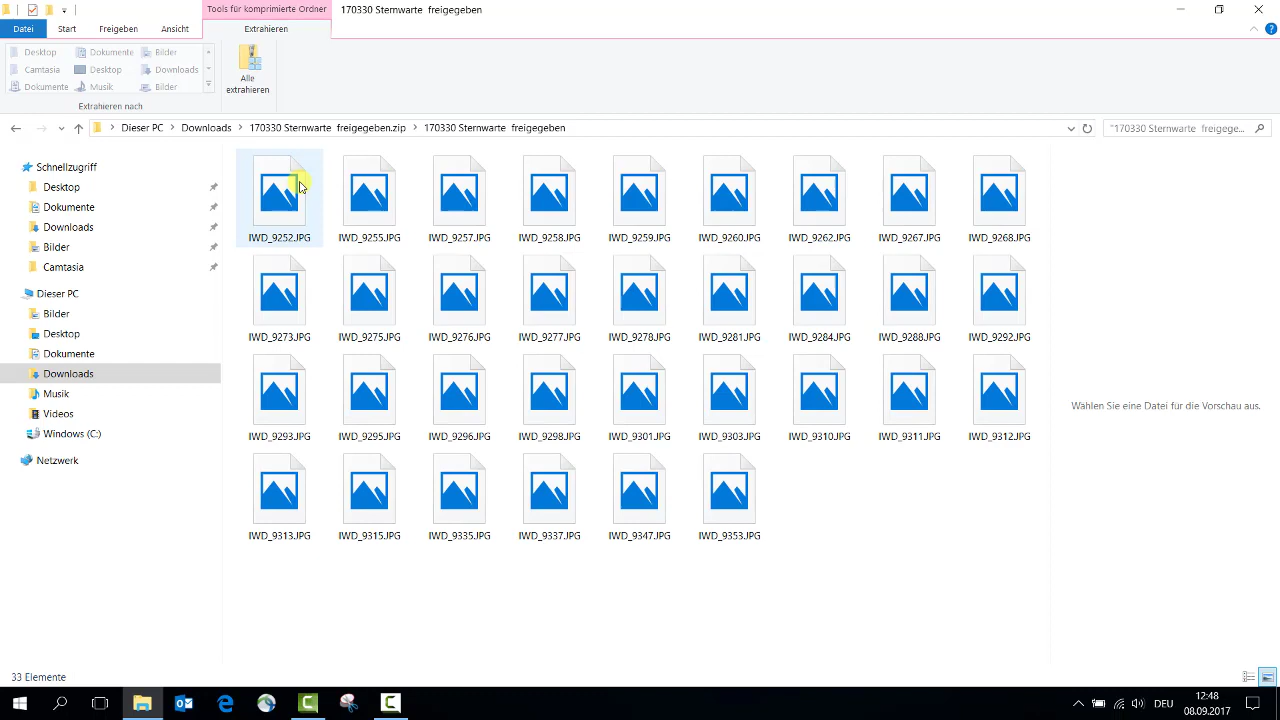 Tools für komprimierte Ordner
170330 Sternwarte freigegeben
Datei
Start
Freigeben
Ansicht
Extrahieren
Desktop
Dokumente
Bilder
Camtasia
Desktop
Downloads
Dokumente
Musik
Bilder
Alle
extrahieren
Extrahieren nach
Dieser PC
Downloads
170330 Sternwarte freigegeben.zip
170330 Sternwarte freigegeben
"170330 Sternwarte freigege...
Schnellzugriff
Desktop
Dokumente
Downloads
Bilder
Camtasia
Dieser PC
Bilder
Desktop
Dokumente
Downloads
Musik
Videos
Windows (C:)
Netzwerk
IWD_9252.JPG
IWD_9255.JPG
IWD_9257.JPG
IWD_9258.JPG
IWD_9259.JPG
IWD_9260.JPG
IWD_9262.JPG
IWD_9267.JPG
IWD_9268.JPG
IWD_9273.JPG
IWD_9275.JPG
IWD_9276.JPG
IWD_9277.JPG
IWD_9278.JPG
IWD_9281.JPG
IWD_9284.JPG
IWD_9288.JPG
IWD_9292.JPG
IWD_9293.JPG
IWD_9295.JPG
IWD_9296.JPG
IWD_9298.JPG
IWD_9301.JPG
IWD_9303.JPG
IWD_9310.JPG
IWD_9311.JPG
IWD_9312.JPG
IWD_9313.JPG
IWD_9315.JPG
IWD_9335.JPG
IWD_9337.JPG
IWD_9347.JPG
IWD_9353.JPG
Wählen Sie eine Datei für die Vorschau aus.
33 Elemente
DEU
12:48
08.09.2017